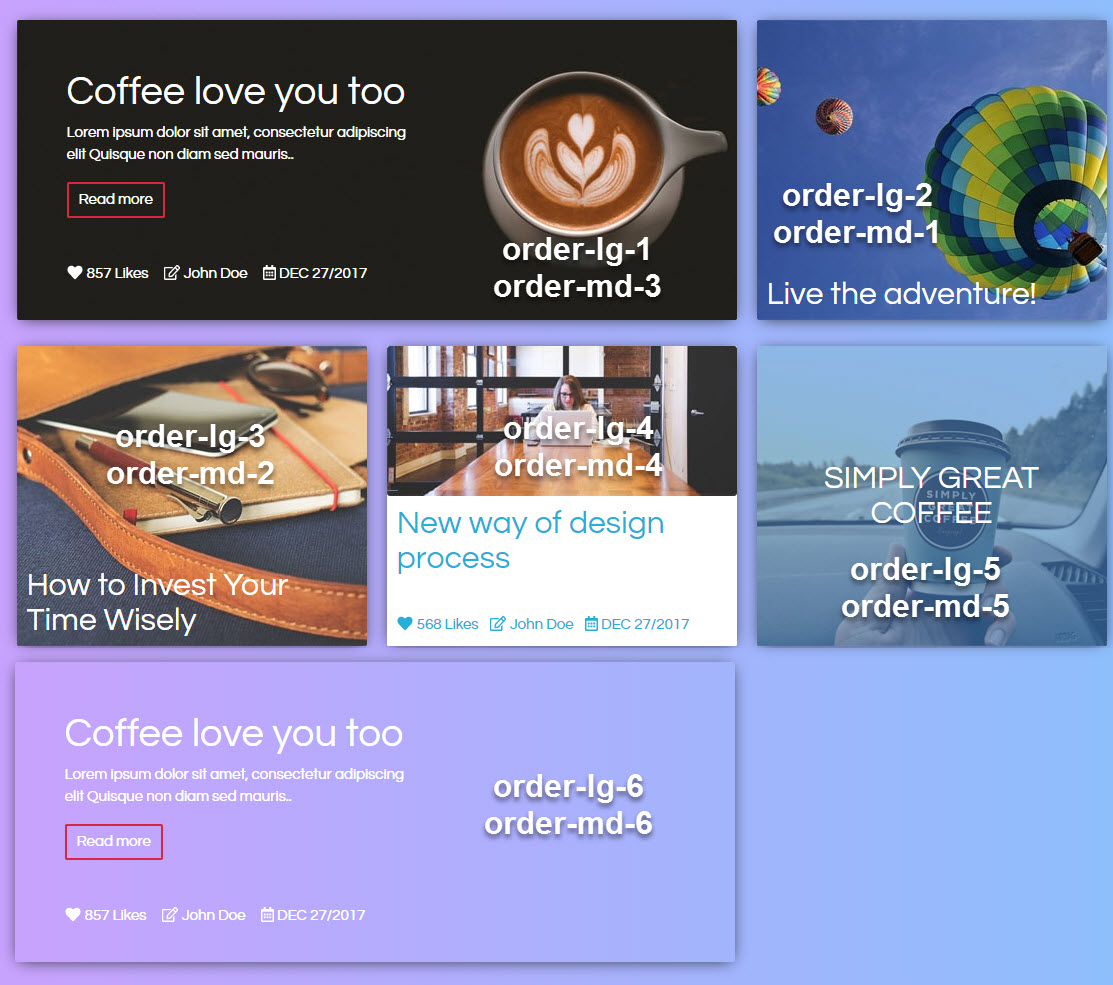 Coffee love you too
Lorem ipsum dolor sit amet, consectetur adipiscing
elit Quisque non diam sed mauris..
Read more
857 Likes John Doe DEC 27/2017
order-lg-1
order-md-3
order-lg-2
order-md-1
Live the adventure!
order-lg-3
order-md-2
How to Invest Your
Time Wisely
order-lg-4
order-md-4
New way of design
process
568 Likes John Doe DEC 27/2017
SIMPLY GREAT
COFFEE
SIMPLY
GREAT
COFFEE
order-lg-5
order-md-5
Coffee love you too
Lorem ipsum dolor sit amet, consectetur adipiscing
elit Quisque non diam sed mauris..
Read more
857 Likes John Doe DEC 27/2017
order-lg-6
order-md-6